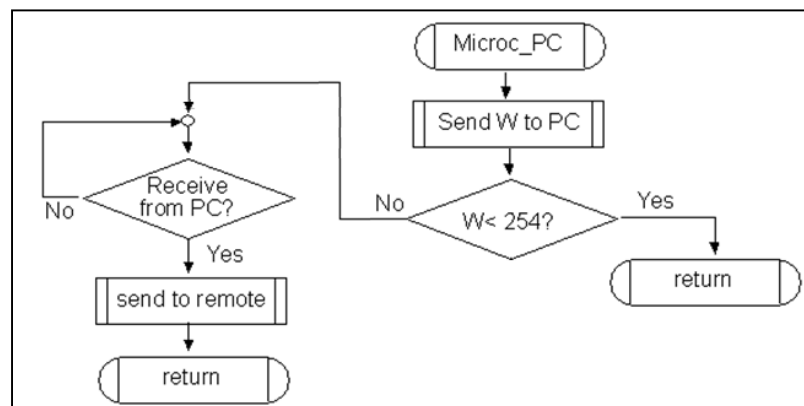 Microc_PC
Send W to PC
W< 254?
No
Yes
return
Receive
from PC?
No
Yes
send to remote
return